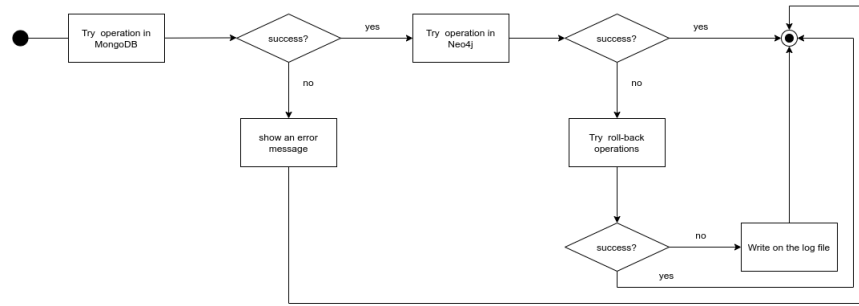 Try operation in
MongoDB
success?
yes
Try operation in
Neo4j
success?
yes
no
no
show an error
message
Try roll-back
operations
success?
no
Write on the log file
yes